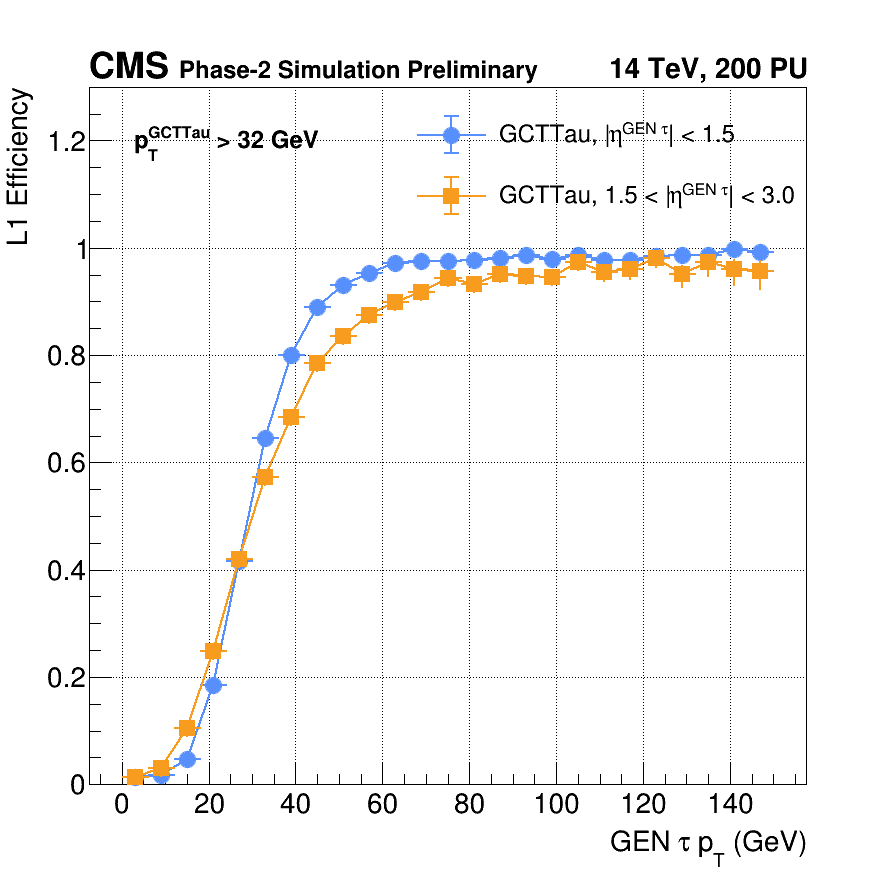 CMS Phase-2 Simulation Preliminary 14 TeV, 200 PU
L1 Efficiency
p_T^GCTTau > 32 GeV
GCTTau, |η^GEN τ| < 1.5
GCTTau, 1.5 < |η^GEN τ| < 3.0
1.2
1
0.8
0.6
0.4
0.2
0
0 20 40 60 80 100 120 140
GEN τ p_T (GeV)